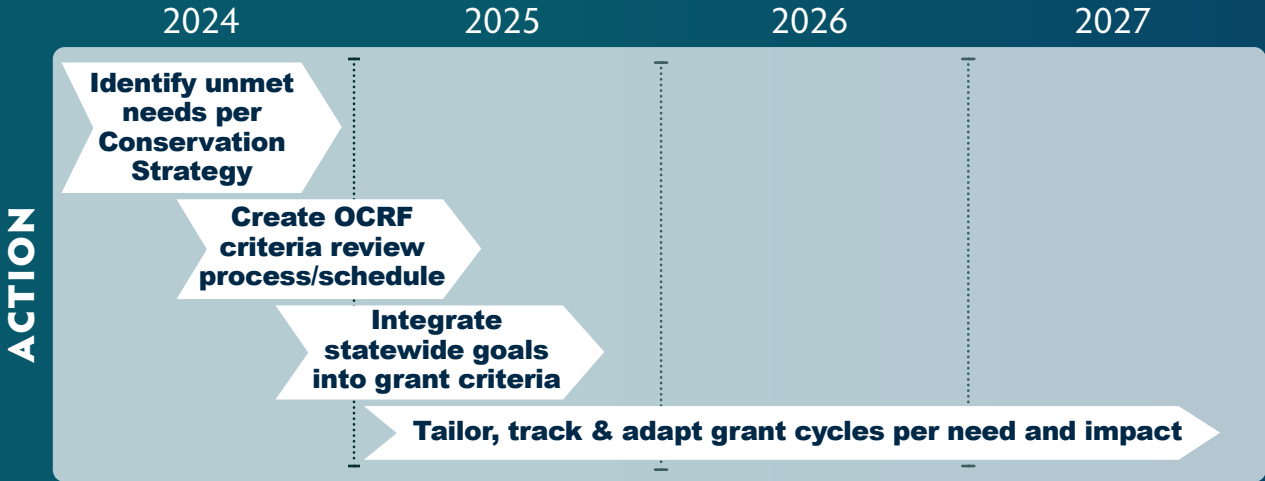 2024 2025 2026 2027
ACTION
Identify unmet
needs per
Conservation
Strategy
Create OCRF
criteria review
process/schedule
Integrate
statewide goals
into grant criteria
Tailor, track & adapt grant cycles per need and impact